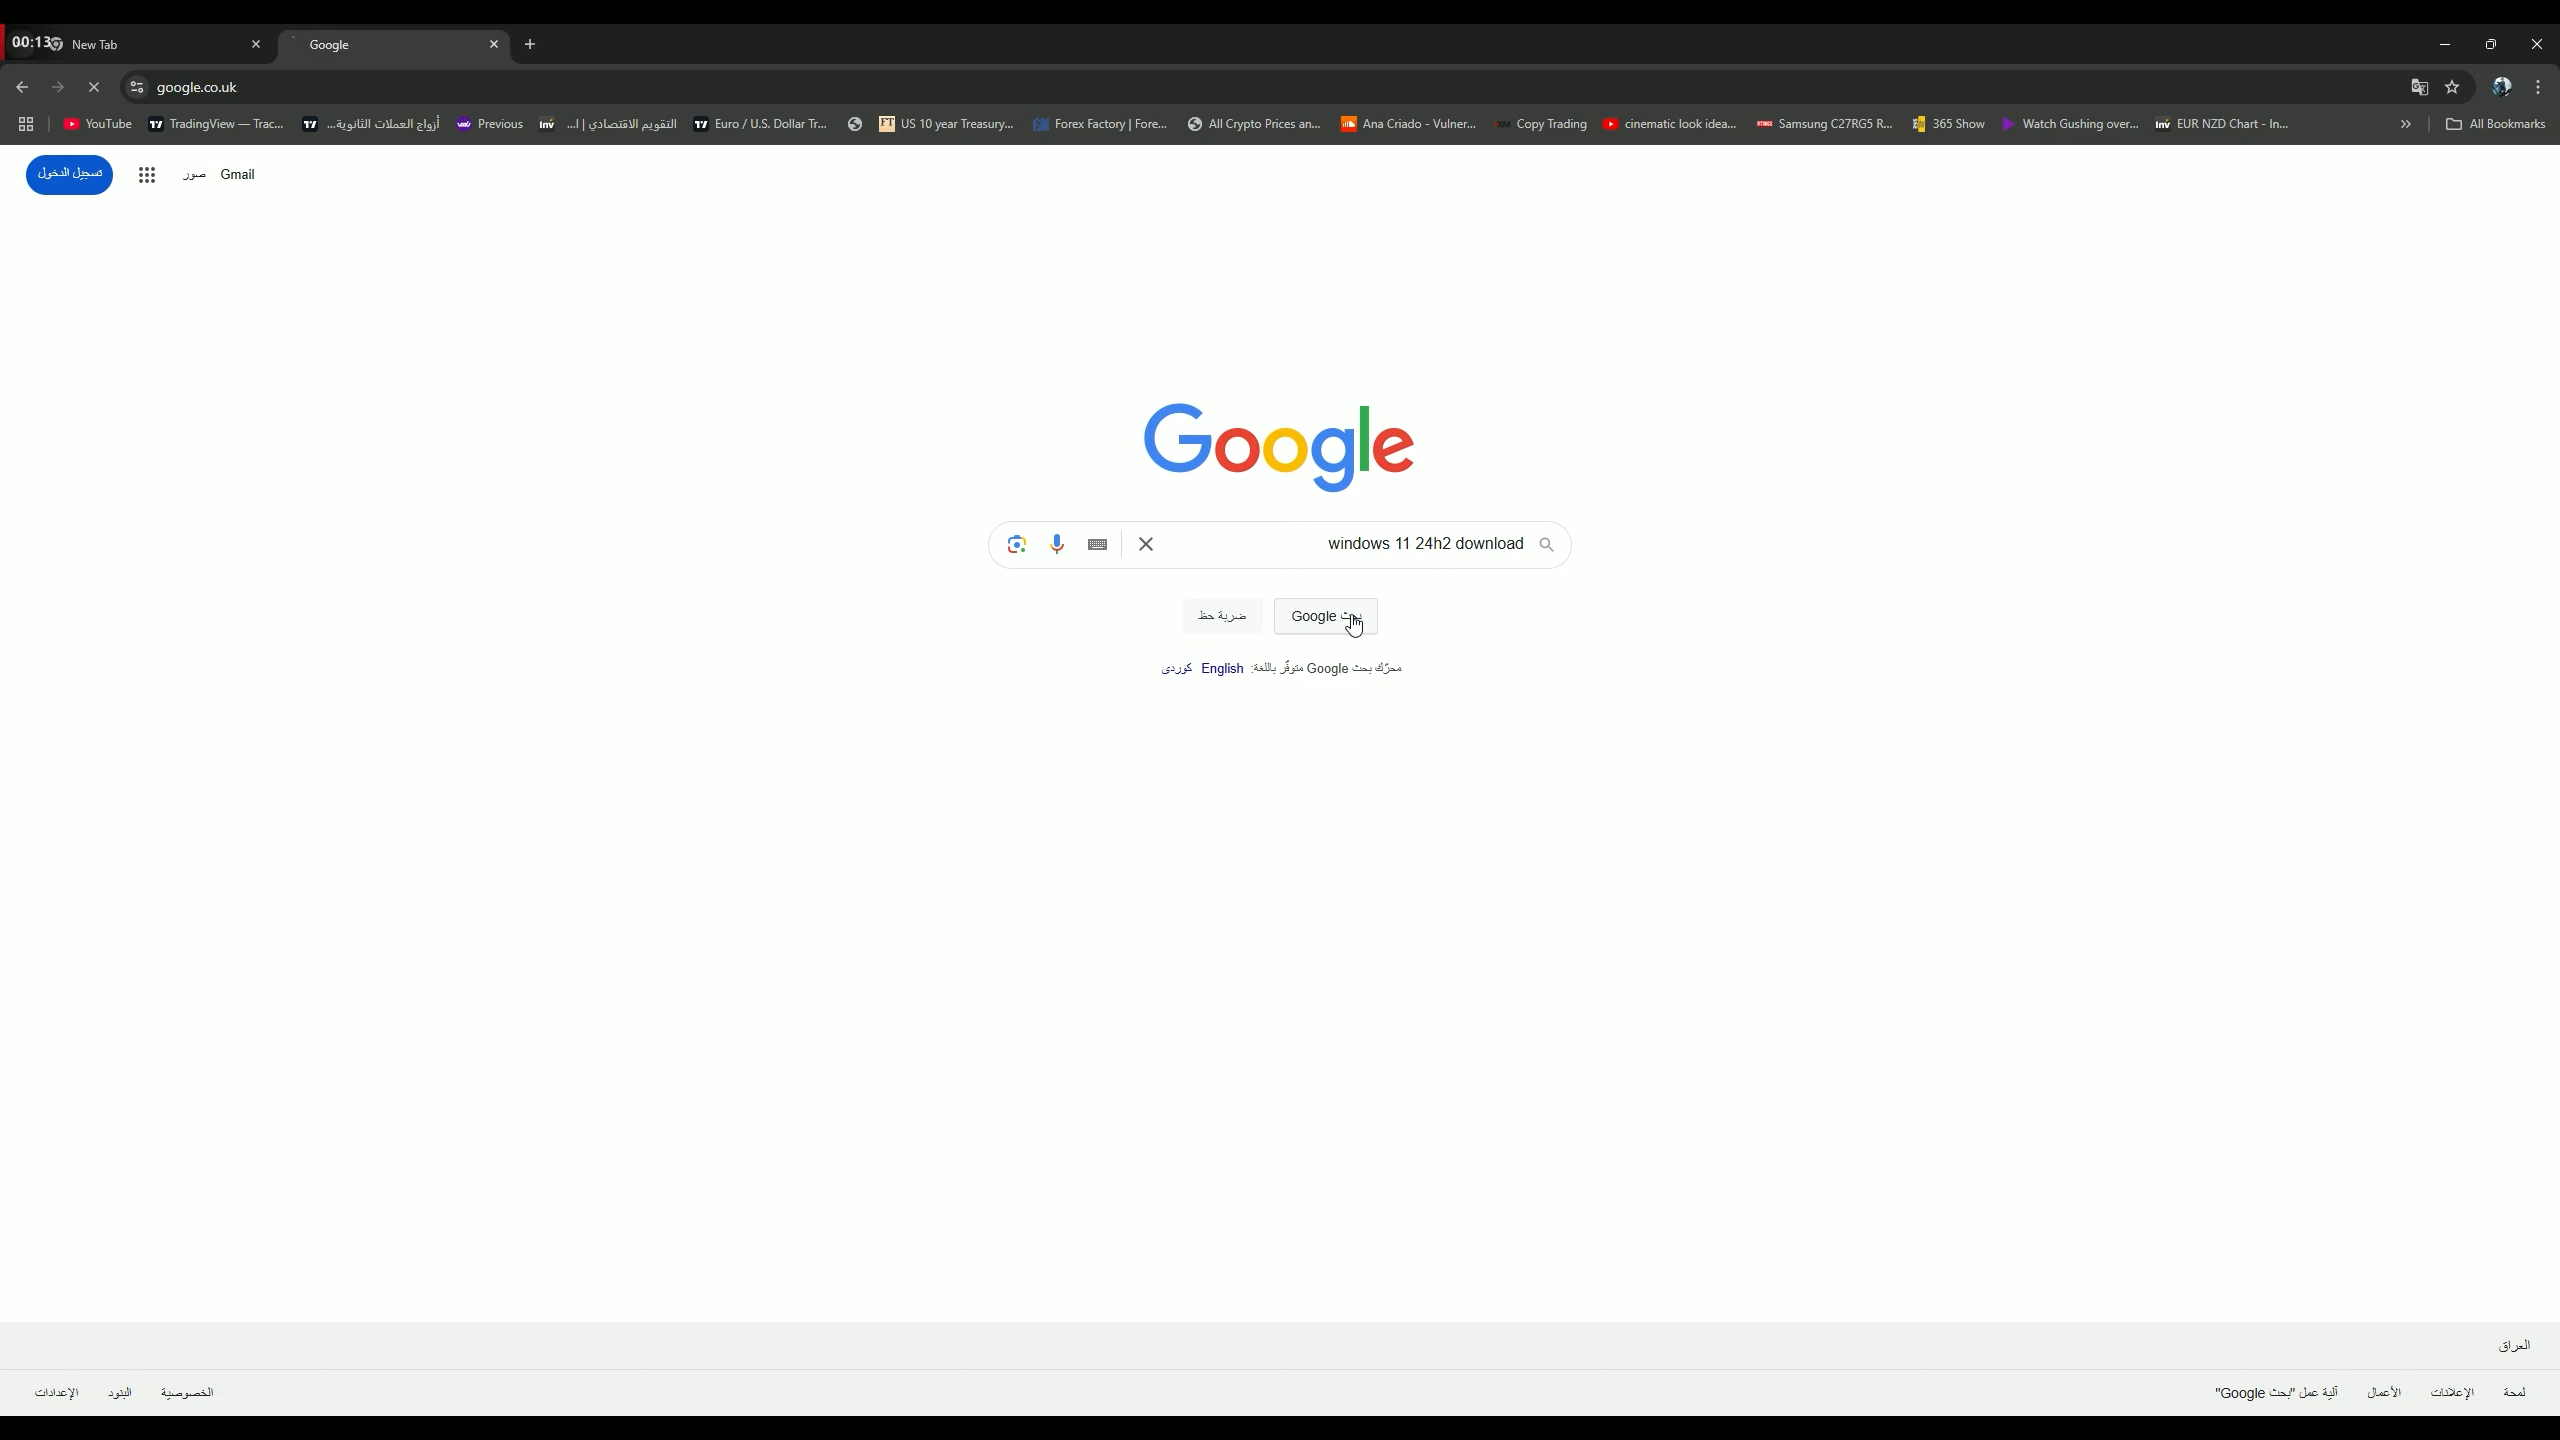 00:13
New Tab
Google
google.co.uk
YouTube
TradingView — Trac...
أزواج العملات الثانوية...
Previous
التقويم الاقتصادي | ا...
Euro / U.S. Dollar Tr...
US 10 year Treasury...
Forex Factory | Fore...
All Crypto Prices an...
Ana Criado - Vulner...
Copy Trading
cinematic look idea...
Samsung C27RG5 R...
365 Show
Watch Gushing over...
EUR NZD Chart - In...
All Bookmarks
تسجيل الدخول
صور
Gmail
Google
windows 11 24h2 download
بحث Google
ضربة حظ
محرّك بحث Google متوفّر باللغة: English كوردی
العراق
لمحة
الإعلانات
الأعمال
آلية عمل "بحث Google"
الخصوصية
البنود
الإعدادات